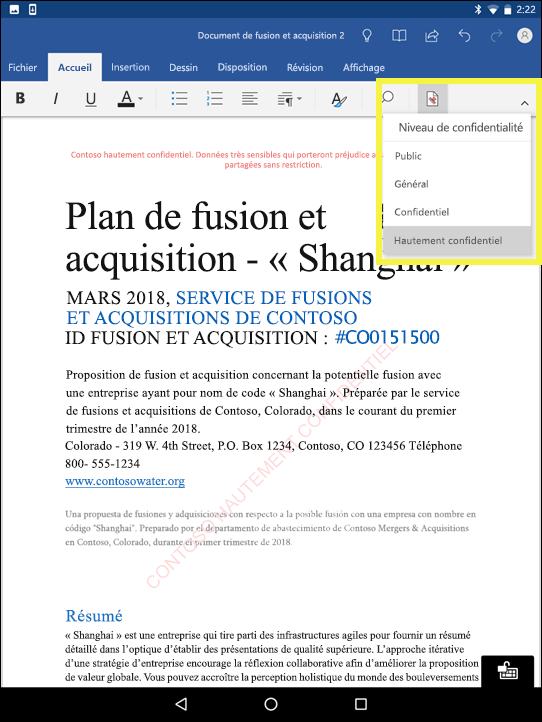 2:22
Document de fusion et acquisition 2
Fichier Accueil Insertion Dessin Disposition Révision Affichage
B I U A
Niveau de confidentialité
Public
Général
Confidentiel
Hautement confidentiel
Contoso hautement confidentiel. Données très sensibles qui porteront préjudice
partagées sans restriction.
Plan de fusion et
acquisition - « Shanghai »
MARS 2018, SERVICE DE FUSIONS
ET ACQUISITIONS DE CONTOSO
ID FUSION ET ACQUISITION : #CO0151500
Proposition de fusion et acquisition concernant la potentielle fusion avec
une entreprise ayant pour nom de code « Shanghai ». Préparée par le service
de fusions et acquisitions de Contoso, Colorado, dans le courant du premier
trimestre de l’année 2018.
Colorado - 319 W. 4th Street, P.O. Box 1234, Contoso, CO 123456 Téléphone
800- 555-1234
www.contosowater.org
CONTOSO HAUTEMENT CONFIDENTIEL
Una propuesta de fusiones y adquisiciones con respecto a la posible fusión con una empresa con nombre en
código "Shanghai". Preparado por el departamento de abastecimiento de Contoso Mergers & Acquisitions
en Contoso, Colorado, durante el primer trimestre de 2018.
Résumé
« Shanghai » est une entreprise qui tire parti des infrastructures agiles pour fournir un résumé
détaillé dans l’optique d’établir des présentations de qualité supérieure. L’approche itérative
d’une stratégie d’entreprise encourage la réflexion collaborative afin d’améliorer la proposition
de valeur globale. Vous pouvez accroître la perception holistique du monde des bouleversements